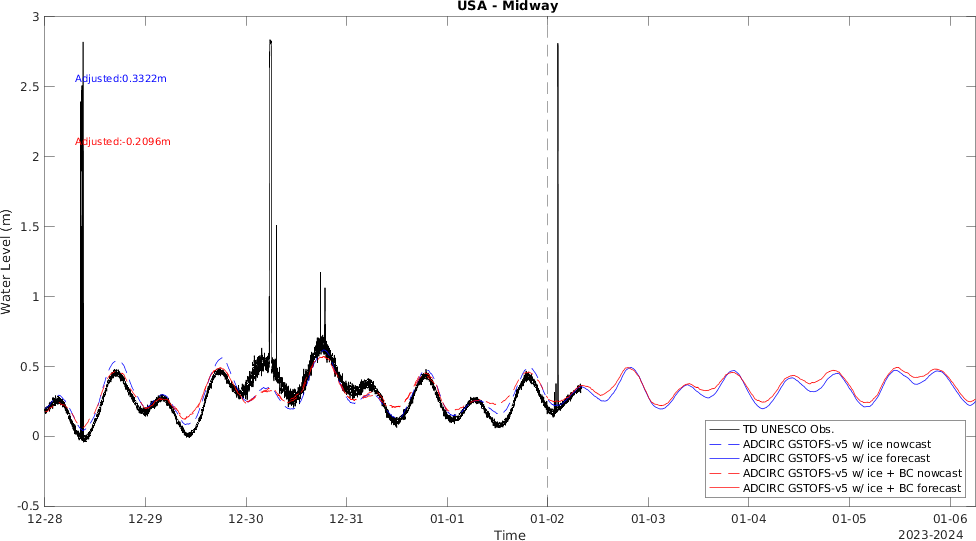 USA - Midway
3
2.5
2
1.5
1
0.5
0
-0.5
Water Level (m)
Adjusted:0.3322m
Adjusted:-0.2096m
TD UNESCO Obs.
ADCIRC GSTOFS-v5 w/ ice nowcast
ADCIRC GSTOFS-v5 w/ ice forecast
ADCIRC GSTOFS-v5 w/ ice + BC nowcast
ADCIRC GSTOFS-v5 w/ ice + BC forecast
12-28 12-29 12-30 12-31 01-01 01-02 01-03 01-04 01-05 01-06
Time
2023-2024